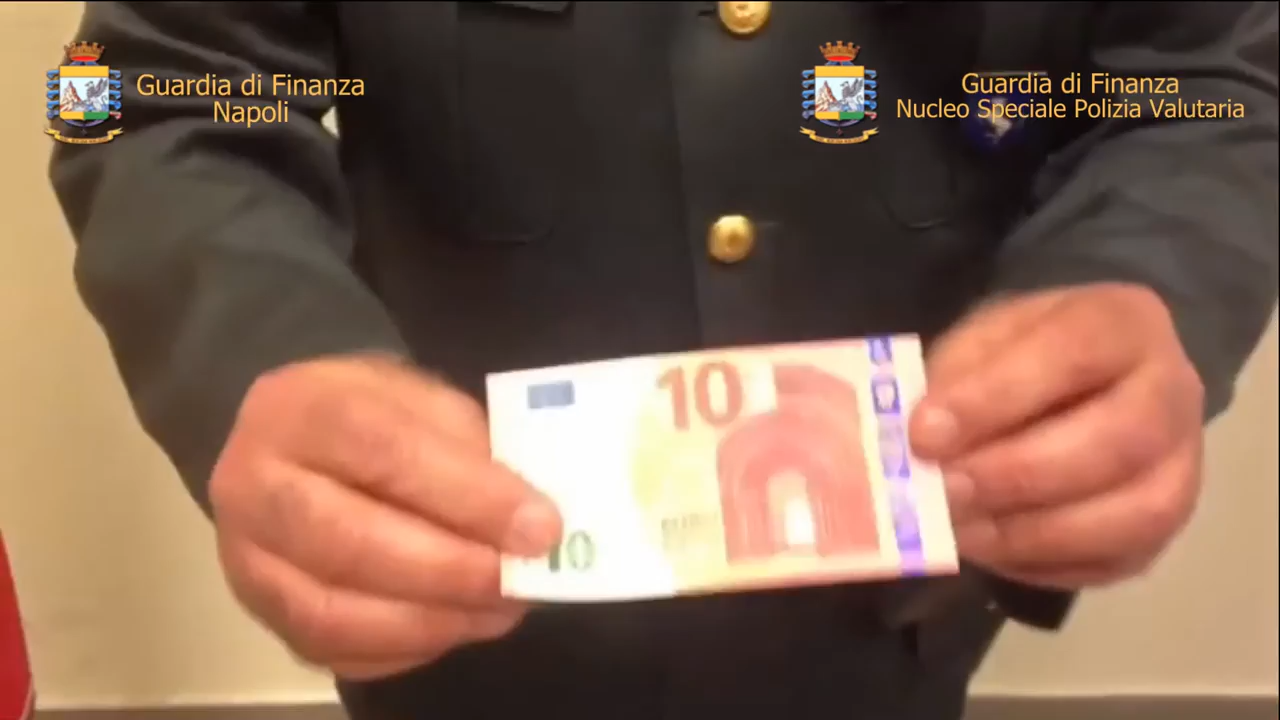 Guardia di Finanza
Napoli
Guardia di Finanza
Nucleo Speciale Polizia Valutaria
10
10